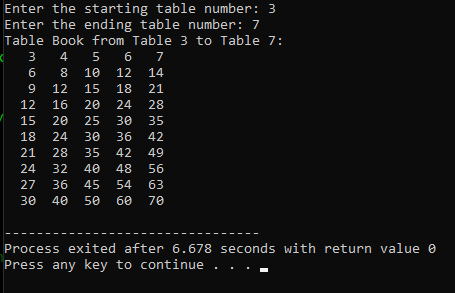 Enter the starting table number: 3
Enter the ending table number: 7
Table Book from Table 3 to Table 7:
   3   4   5   6   7
   6   8  10  12  14
   9  12  15  18  21
  12  16  20  24  28
  15  20  25  30  35
  18  24  30  36  42
  21  28  35  42  49
  24  32  40  48  56
  27  36  45  54  63
  30  40  50  60  70
--------------------------------
Process exited after 6.678 seconds with return value 0
Press any key to continue . . .